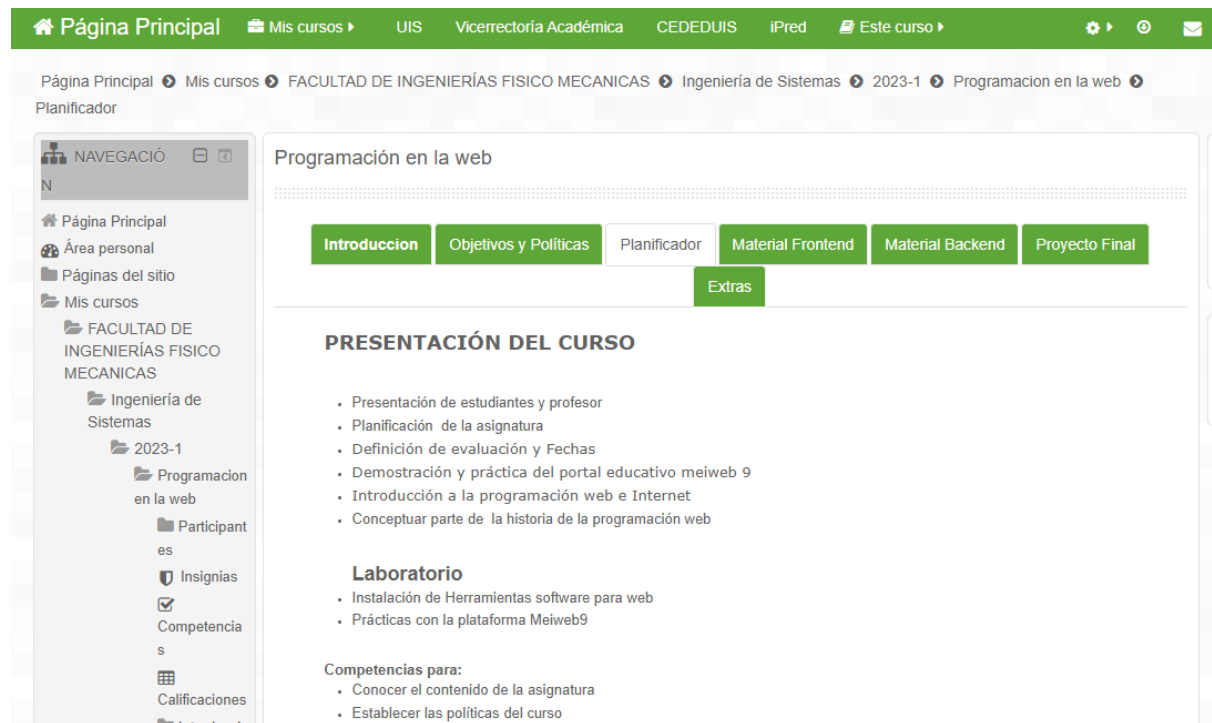 Página Principal Mis cursos UIS Vicerrectoría Académica CEDEDUIS iPred Este curso
Página Principal Mis cursos FACULTAD DE INGENIERÍAS FISICO MECANICAS Ingeniería de Sistemas 2023-1 Programacion en la web
Planificador
NAVEGACIÓ
N
Página Principal
Área personal
Páginas del sitio
Mis cursos
FACULTAD DE
INGENIERÍAS FISICO
MECANICAS
Ingeniería de
Sistemas
2023-1
Programacion
en la web
Participant
es
Insignias
Competencia
s
Calificaciones
Programación en la web
Introduccion Objetivos y Políticas Planificador Material Frontend Material Backend Proyecto Final
Extras
PRESENTACIÓN DEL CURSO
Presentación de estudiantes y profesor
Planificación de la asignatura
Definición de evaluación y Fechas
Demostración y práctica del portal educativo meiweb 9
Introducción a la programación web e Internet
Conceptuar parte de la historia de la programación web
Laboratorio
Instalación de Herramientas software para web
Prácticas con la plataforma Meiweb9
Competencias para:
Conocer el contenido de la asignatura
Establecer las políticas del curso